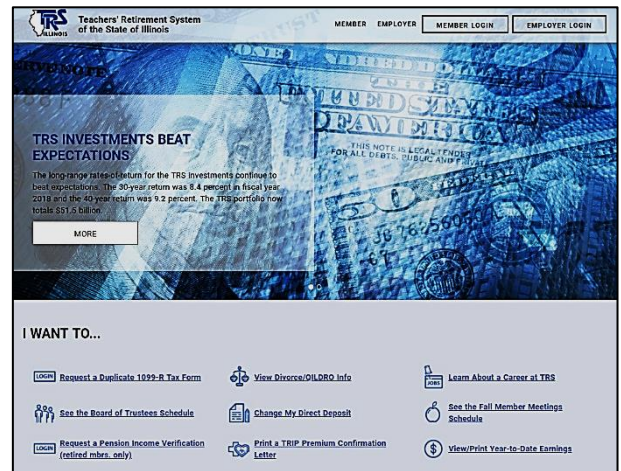 TRS
ILLINOIS
Teachers' Retirement System
of the State of Illinois
MEMBER EMPLOYER MEMBER LOGIN EMPLOYER LOGIN
UNITED STATES
OF AMERICA
THIS NOTE IS LEGAL TENDER
FOR ALL DEBTS, PUBLIC AND PRIVATE
TRS INVESTMENTS BEAT
EXPECTATIONS
The long-range rates-of-return for the TRS investments continue to
beat expectations. The 30-year return was 8.4 percent in fiscal year
2018 and the 40-year return was 9.2 percent. The TRS portfolio now
totals $51.5 billion.
MORE
I WANT TO...
LOGIN Request a Duplicate 1099-R Tax Form
View Divorce/QILDRO Info
JOBS Learn About a Career at TRS
See the Board of Trustees Schedule
Change My Direct Deposit
See the Fall Member Meetings
Schedule
LOGIN Request a Pension Income Verification
(retired mbrs. only)
Print a TRIP Premium Confirmation
Letter
$ View/Print Year-to-Date Earnings